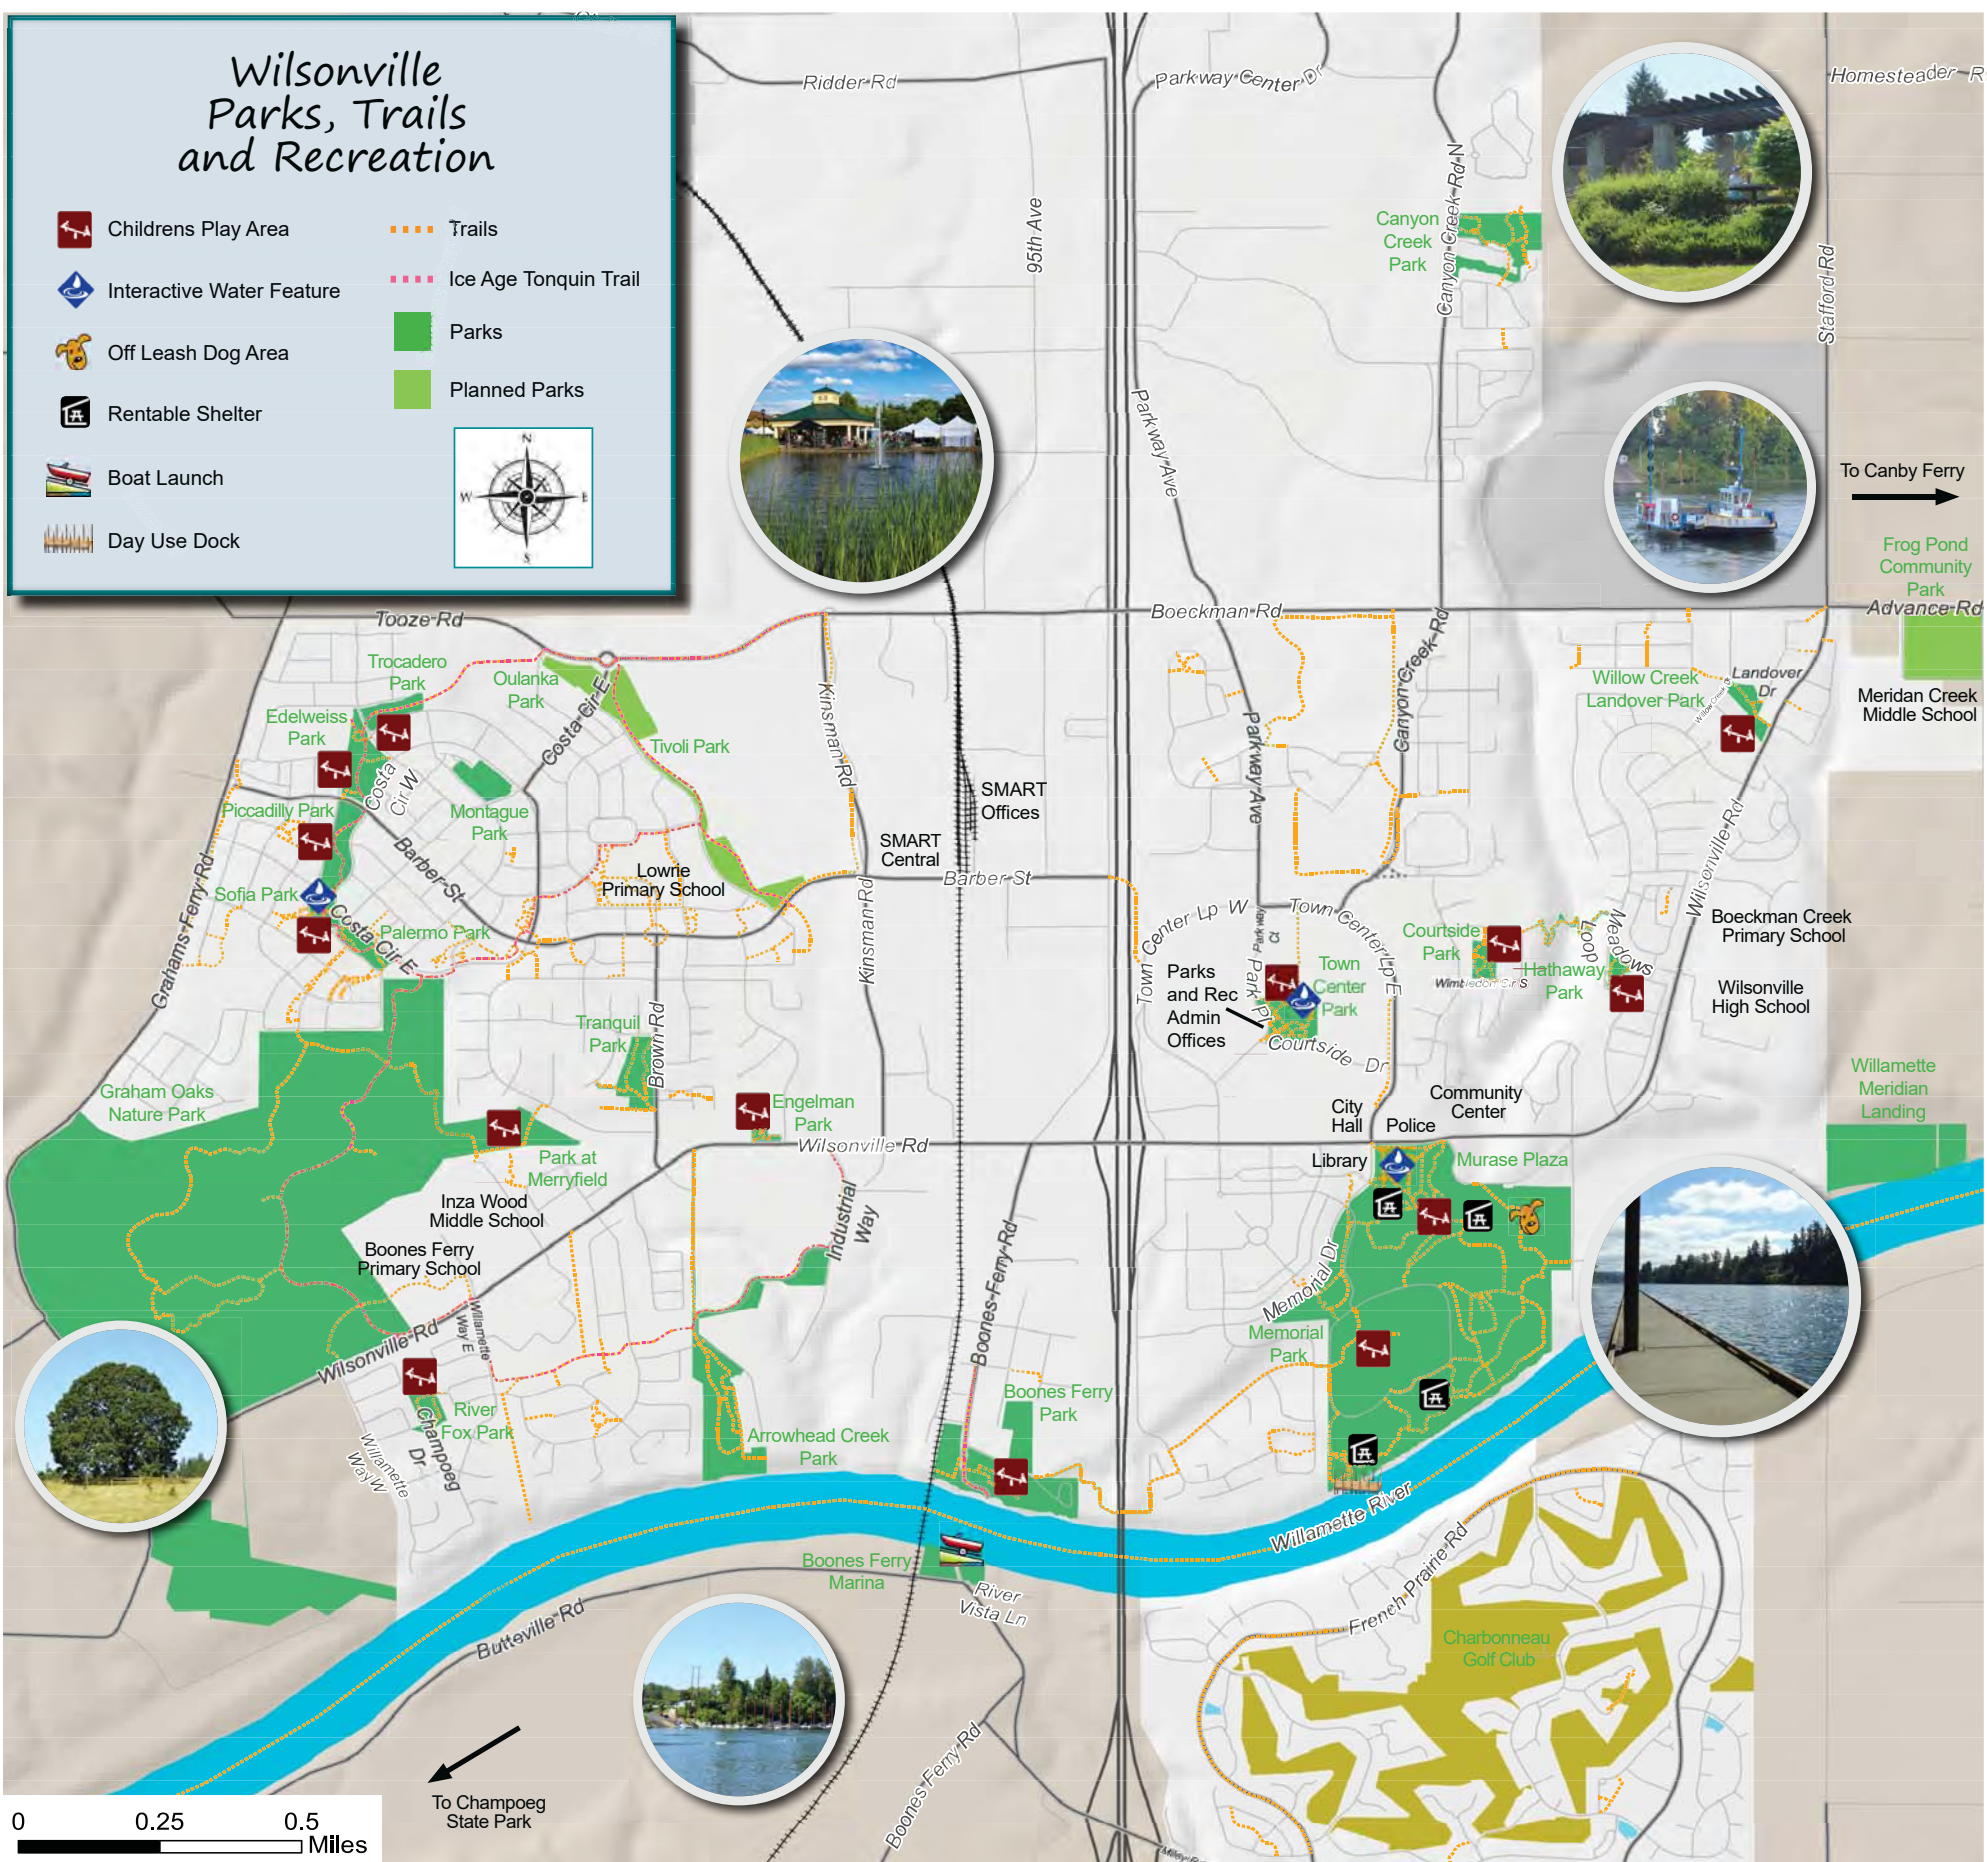 Wilsonville
Parks, Trails
and Recreation
Childrens Play Area
Interactive Water Feature
Off Leash Dog Area
Rentable Shelter
Boat Launch
Day Use Dock
Trails
Ice Age Tonquin Trail
Parks
Planned Parks
N
W
E
S
Ridder Rd
Parkway Center Dr
Homesteader R
95th Ave
Canyon Creek Rd N
Canyon
Creek
Park
Stafford Rd
Parkway Ave
To Canby Ferry
Frog Pond
Community
Park
Advance Rd
Tooze Rd
Boeckman Rd
Trocadero
Park
Oulanka
Park
Costa Cir E
Edelweiss
Park
Tivoli Park
Kinsman Rd
Parkway Ave
Canyon Creek Rd
Willow Creek
Landover Park
Willow Creek Dr
Landover
Dr
Meridan Creek
Middle School
Costa
Cir W
Piccadilly Park
Montague
Park
SMART
Offices
SMART
Central
Barber St
Barber St
Lowrie
Primary School
Wilsonville Rd
Grahams Ferry Rd
Sofia Park
Costa Cir E
Palermo Park
Kinsman Rd
Town Center Lp W
Town Center Lp E
Park way
Ct
Park Pl
Parks
and Rec
Admin
Offices
Town
Center
Park
Courtside Dr
Courtside
Park
Wimbledon Cir S
Hathaway
Park
Meadows
Loop
Boeckman Creek
Primary School
Wilsonville
High School
Tranquil
Park
Brown Rd
Graham Oaks
Nature Park
Engelman
Park
Wilsonville Rd
City
Hall
Police
Community
Center
Willamette
Meridian
Landing
Park at
Merryfield
Library
Murase Plaza
Inza Wood
Middle School
Boones Ferry
Primary School
Industrial
Way
Boones Ferry Rd
Memorial Dr
Memorial
Park
Wilsonville Rd
Willamette
Way E
River
Fox Park
Champoeg
Dr
Willamette
Way W
Arrowhead Creek
Park
Boones Ferry
Park
Willamette River
Boones Ferry
Marina
River
Vista Ln
French Prairie Rd
Butteville Rd
Charbonneau
Golf Club
Boones Ferry Rd
To Champoeg
State Park
0
0.25
0.5
Miles